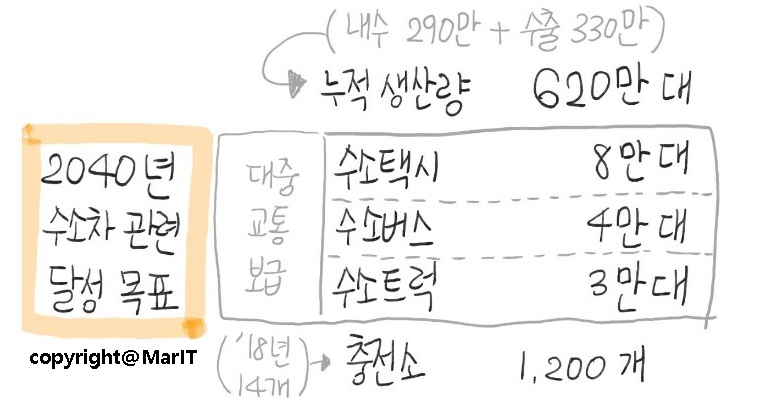 (내수 290만 + 수출 330만)
누적 생산량 620만 대
2040년
수소차 관련
달성 목표
대중
교통
보급
수소택시 8만 대
수소버스 4만 대
수소트럭 3만 대
('18년
14개)
충전소 1,200 개
copyright@MarIT